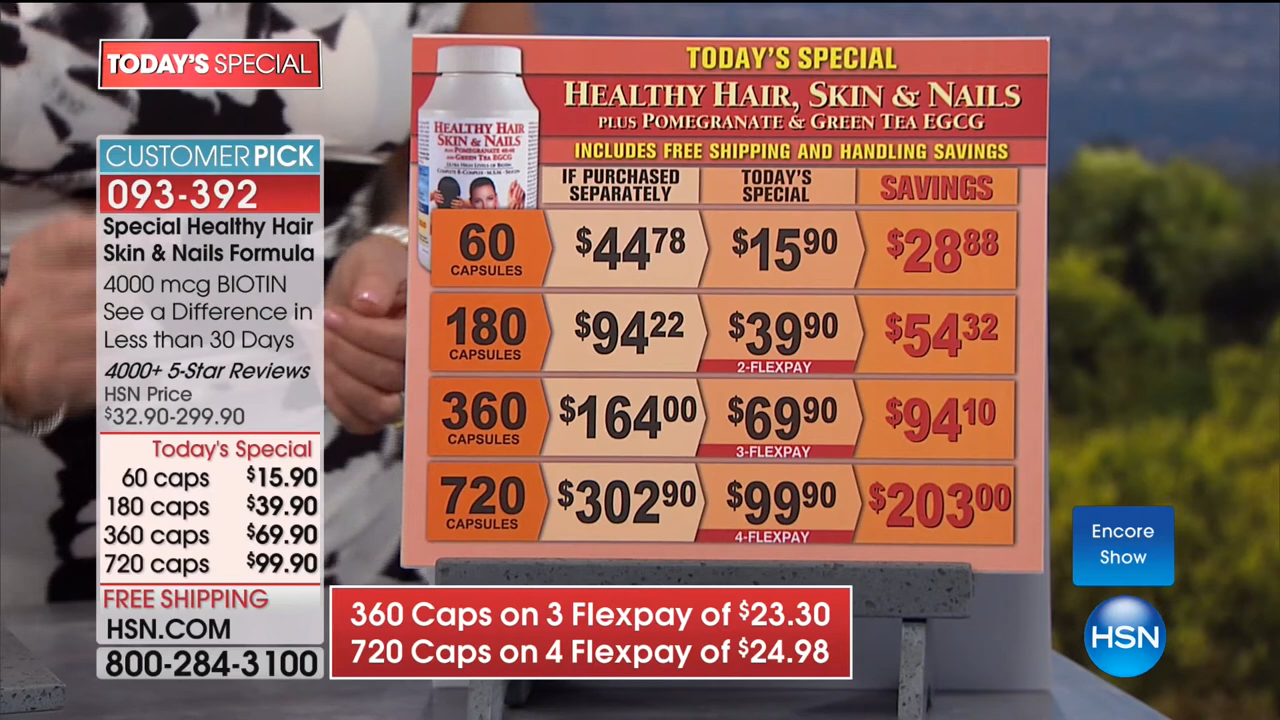 TODAY'S SPECIAL
CUSTOMER PICK
093-392
Special Healthy Hair
Skin & Nails Formula
4000 mcg BIOTIN
See a Difference in
Less than 30 Days
4000+ 5-Star Reviews
HSN Price
$32.90-299.90
Today's Special
60 caps $15.90
180 caps $39.90
360 caps $69.90
720 caps $99.90
FREE SHIPPING
HSN.COM
800-284-3100
TODAY'S SPECIAL
HEALTHY HAIR, SKIN & NAILS
PLUS POMEGRANATE & GREEN TEA EGCG
INCLUDES FREE SHIPPING AND HANDLING SAVINGS
IF PURCHASED SEPARATELY TODAY'S SPECIAL SAVINGS
60 CAPSULES $44.78 $15.90 $28.88
180 CAPSULES $94.22 $39.90 $54.32
2-FLEXPAY
360 CAPSULES $164.00 $69.90 $94.10
3-FLEXPAY
720 CAPSULES $302.90 $99.90 $203.00
4-FLEXPAY
HEALTHY HAIR
SKIN & NAILS
AND GREEN TEA EGCG
360 Caps on 3 Flexpay of $23.30
720 Caps on 4 Flexpay of $24.98
Encore
Show
HSN